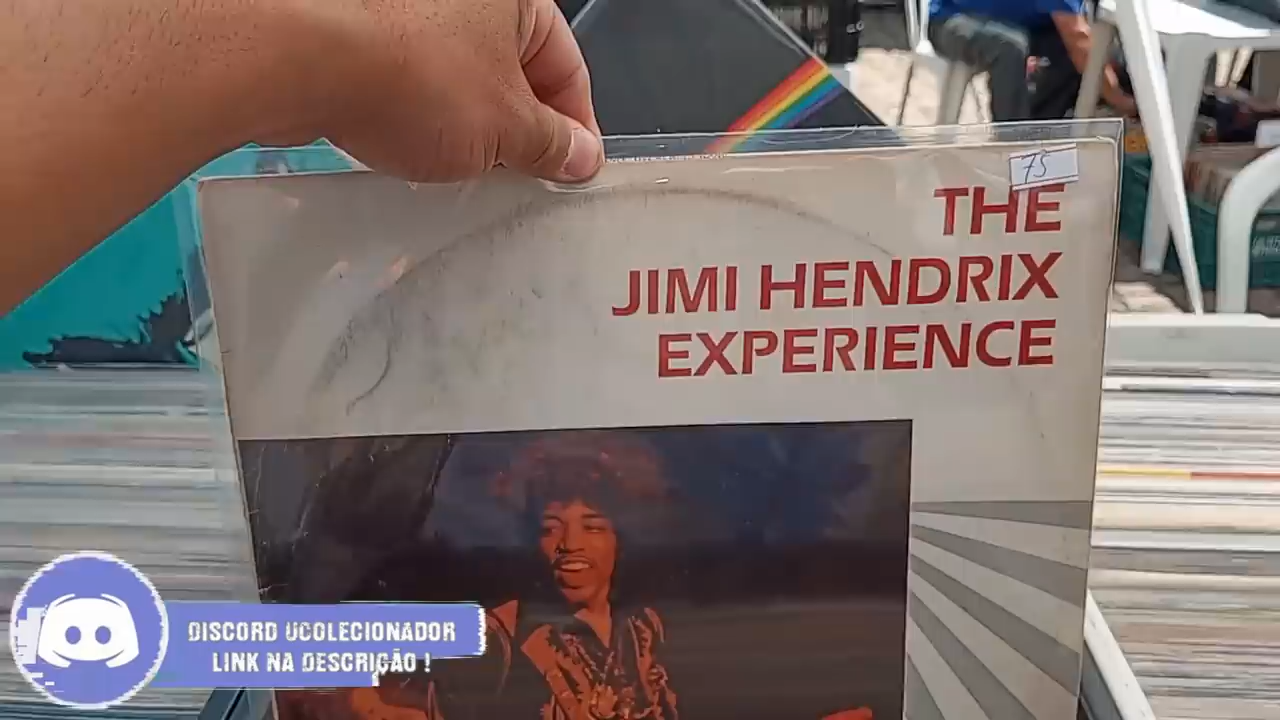 75
THE
JIMI HENDRIX
EXPERIENCE
DISCORD UCOLECIONADOR
LINK NA DESCRIÇÃO !